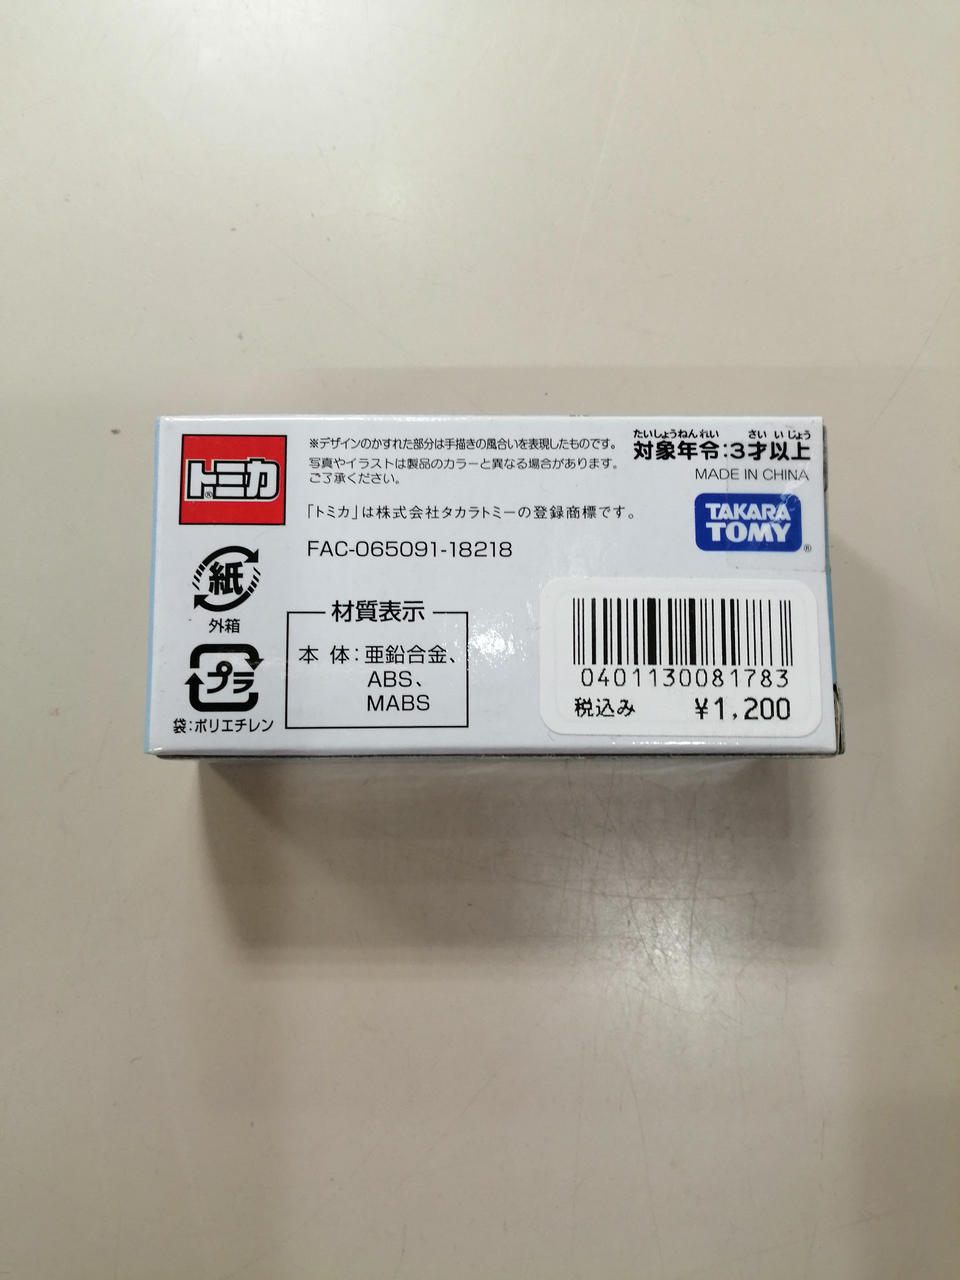 トミカ®
※デザインのかすれた部分は手描きの風合いを表現したものです。
写真やイラストは製品のカラーと異なる場合があります。
ご了承ください。
「トミカ」は株式会社タカラトミーの登録商標です。
FAC-065091-18218
たいしょうねんれい さい いじょう
対象年令:3才以上
MADE IN CHINA
TAKARA
TOMY®
紙
外箱
プラ
袋:ポリエチレン
材質表示
本 体:亜鉛合金、
ABS、
MABS
0401130081783
税込み ¥1,200